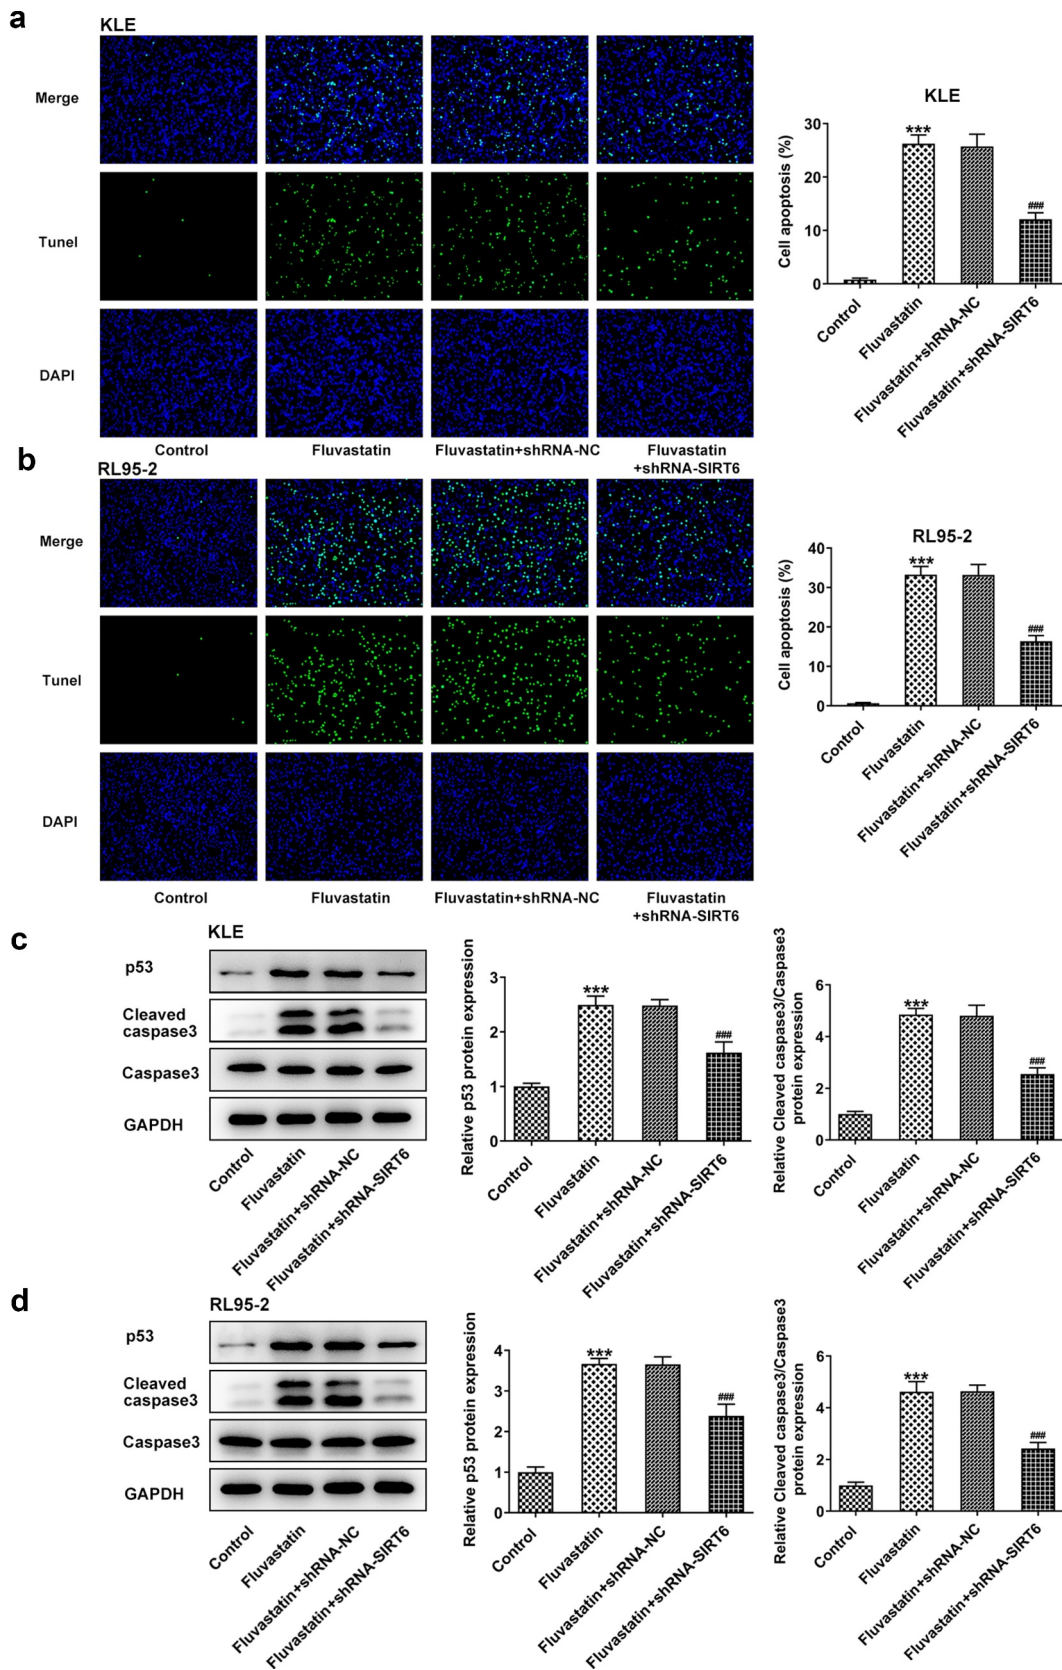 a
KLE
Merge
Tunel
DAPI
Control
Fluvastatin
Fluvastatin+shRNA-NC
Fluvastatin
+shRNA-SIRT6
KLE
Cell apoptosis (%)
30
20
10
0
***
###
Control
Fluvastatin
Fluvastatin+shRNA-NC
Fluvastatin+shRNA-SIRT6
b
RL95-2
Merge
Tunel
DAPI
Control
Fluvastatin
Fluvastatin+shRNA-NC
Fluvastatin
+shRNA-SIRT6
RL95-2
Cell apoptosis (%)
40
30
20
10
0
***
###
Control
Fluvastatin
Fluvastatin+shRNA-NC
Fluvastatin+shRNA-SIRT6
c
KLE
p53
Cleaved
caspase3
Caspase3
GAPDH
Control
Fluvastatin
Fluvastatin+shRNA-NC
Fluvastatin+shRNA-SIRT6
Relative p53 protein expression
3
2
1
0
***
###
Control
Fluvastatin
Fluvastatin+shRNA-NC
Fluvastatin+shRNA-SIRT6
Relative Cleaved caspase3/Caspase3
protein expression
6
4
2
0
***
###
Control
Fluvastatin
Fluvastatin+shRNA-NC
Fluvastatin+shRNA-SIRT6
d
RL95-2
p53
Cleaved
caspase3
Caspase3
GAPDH
Control
Fluvastatin
Fluvastatin+shRNA-NC
Fluvastatin+shRNA-SIRT6
Relative p53 protein expression
4
3
2
1
0
***
###
Control
Fluvastatin
Fluvastatin+shRNA-NC
Fluvastatin+shRNA-SIRT6
Relative Cleaved caspase3/Caspase3
protein expression
6
4
2
0
***
###
Control
Fluvastatin
Fluvastatin+shRNA-NC
Fluvastatin+shRNA-SIRT6